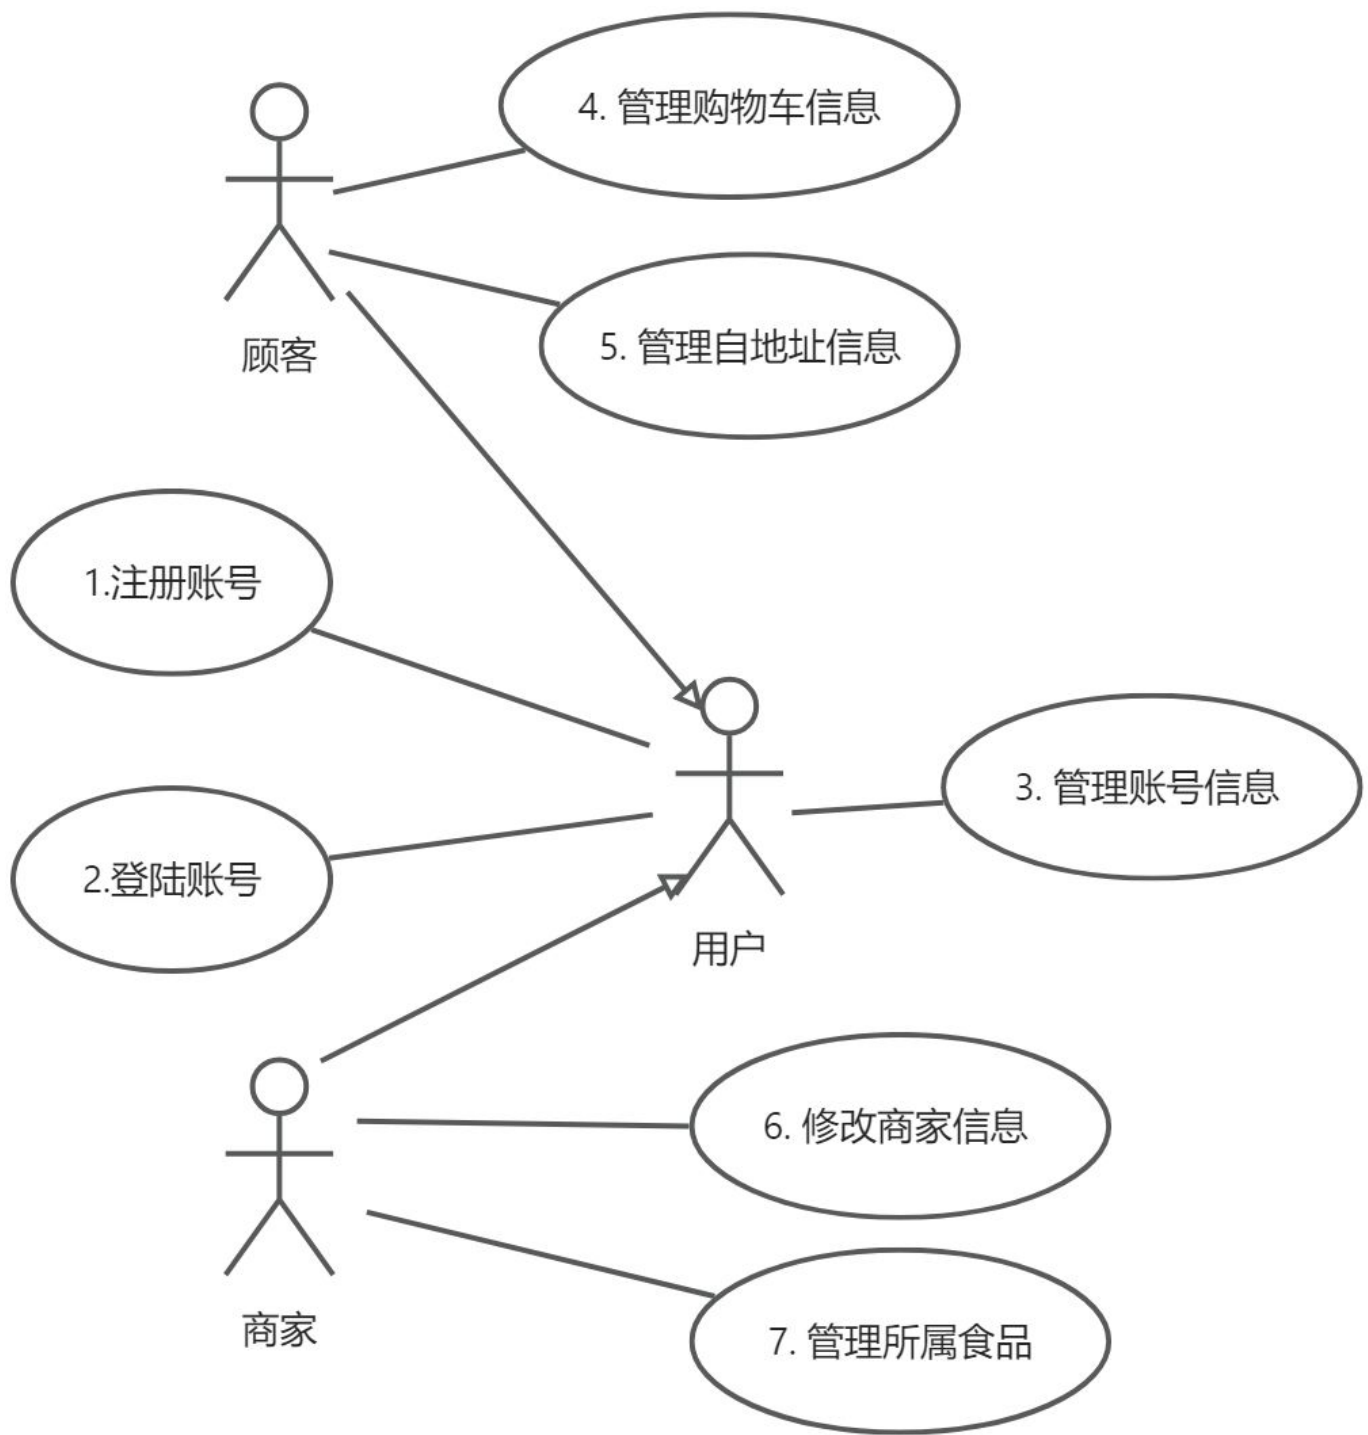 4. 管理购物车信息
5. 管理自地址信息
顾客
1.注册账号
3. 管理账号信息
2.登陆账号
用户
6. 修改商家信息
商家
7. 管理所属食品